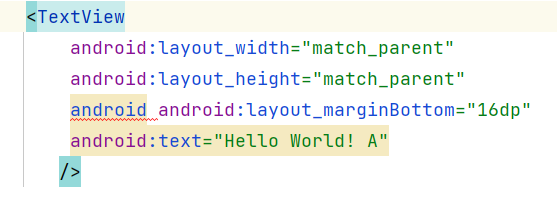 <TextView
android:layout_width="match_parent"
android:layout_height="match_parent"
android android:layout_marginBottom="16dp"
android:text="Hello World! A"
/>